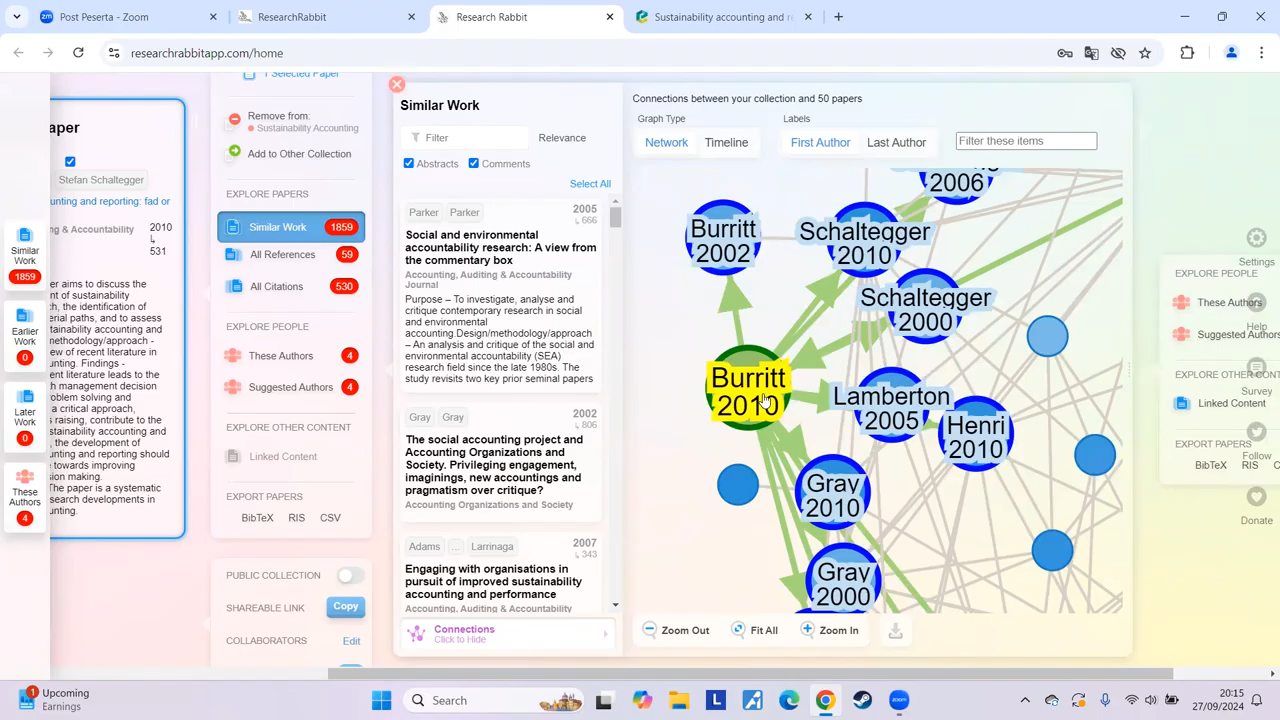 Post Peserta - Zoom
ResearchRabbit
Research Rabbit
Sustainability accounting and r
researchrabbitapp.com/home
Similar
Work
1859
Earlier
Work
0
Later
Work
0
These
Authors
4
aper
Stefan Schaltegger
unting and reporting: fad or
ng & Accountability
2010
531
er aims to discuss the
nt of sustainability
th, the identification of
erial paths, and to assess
tainability accounting and
methodology/approach -
ew of recent literature in
nting. Findings -
nt literature leads to the
h management decision
problem solving and
a critical approach,
s raising, contribute to the
ustainability accounting and
n, the development of
unting and reporting should
e towards improving
sion making.
The paper is a systematic
esearch developments in
unting.
1 Selected Paper
Remove from:
Sustainability Accounting
Add to Other Collection
EXPLORE PAPERS
Similar Work 1859
All References 59
All Citations 530
EXPLORE PEOPLE
These Authors 4
Suggested Authors 4
EXPLORE OTHER CONTENT
Linked Content
EXPORT PAPERS
BibTeX RIS CSV
PUBLIC COLLECTION
SHAREABLE LINK Copy
COLLABORATORS Edit
Similar Work
Filter
Relevance
Abstracts Comments
Select All
Parker Parker 2005
666
Social and environmental
accountability research: A view from
the commentary box
Accounting, Auditing & Accountability
Journal
Purpose – To investigate, analyse and
critique contemporary research in
social and environmental
accounting.Design/methodology/approach
– An analysis and critique of the social and
environmental accountability (SEA)
research field since the late 1980s. The
study revisits two key prior seminal papers
Gray Gray 2002
806
The social accounting project and
Accounting Organizations and
Society. Privileging engagement,
imaginings, new accountings and
pragmatism over critique?
Accounting Organizations and Society
Adams ... Larrinaga 2007
343
Engaging with organisations in
pursuit of improved sustainability
accounting and performance
Accounting, Auditing & Accountability
Connections
Click to Hide
Connections between your collection and 50 papers
Graph Type
Network Timeline
Labels
First Author Last Author
Filter these items
2006
Burritt
2002
Schaltegger
2010
Schaltegger
2000
Burritt
2010
Lamberton
2005
Henri
2010
Gray
2010
Gray
2000
Zoom Out Fit All Zoom In
Settings
EXPLORE PEOPLE
These Authors
Help
Suggested Authors
EXPLORE OTHER CONT
Survey
Linked Content
EXPORT PAPERS
Follow
BibTeX RIS C
Donate
1
Upcoming
Earnings
Search
20:15
27/09/2024